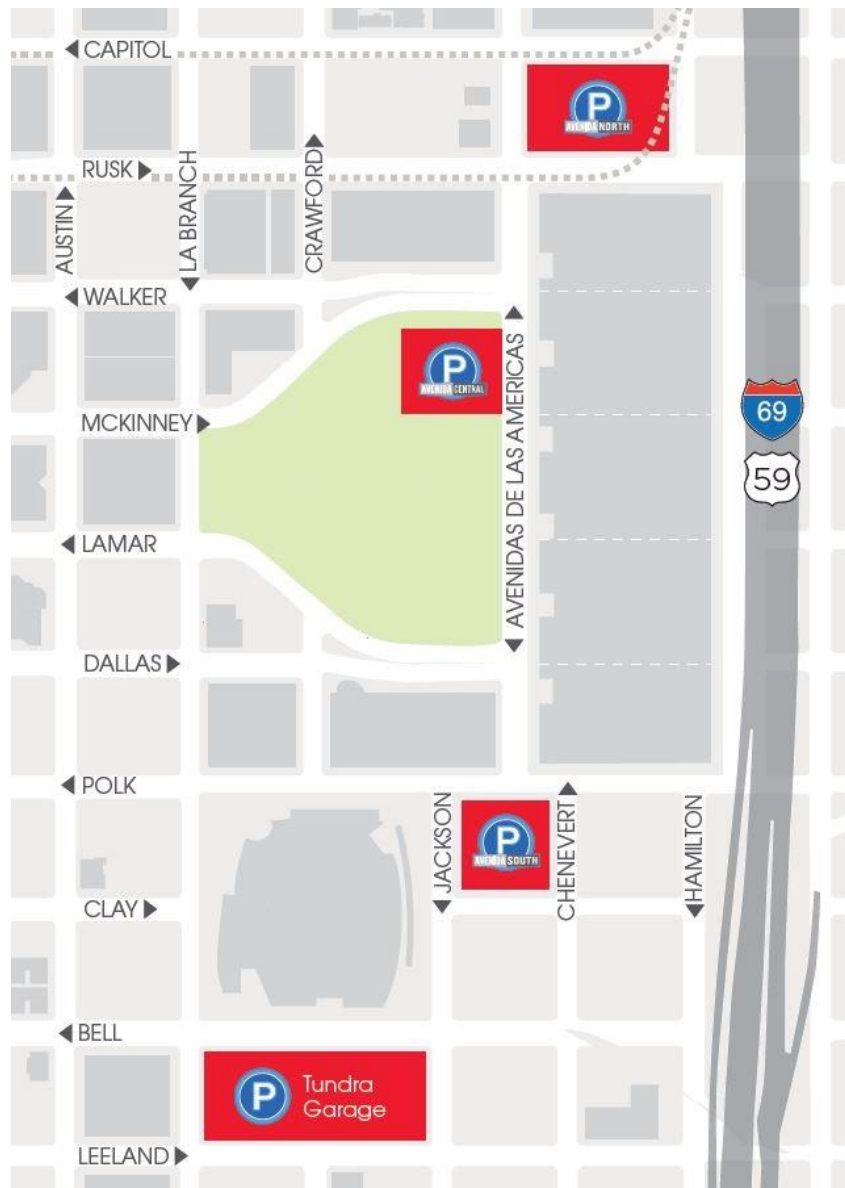 CAPITOL
P
AVENIDA NORTH
RUSK
AUSTIN
LA BRANCH
CRAWFORD
WALKER
P
AVENIDA CENTRAL
AVENIDAS DE LAS AMERICAS
MCKINNEY
69
59
LAMAR
DALLAS
POLK
JACKSON
P
AVENIDA SOUTH
CHENEVERT
HAMILTON
CLAY
BELL
P
Tundra
Garage
LEELAND